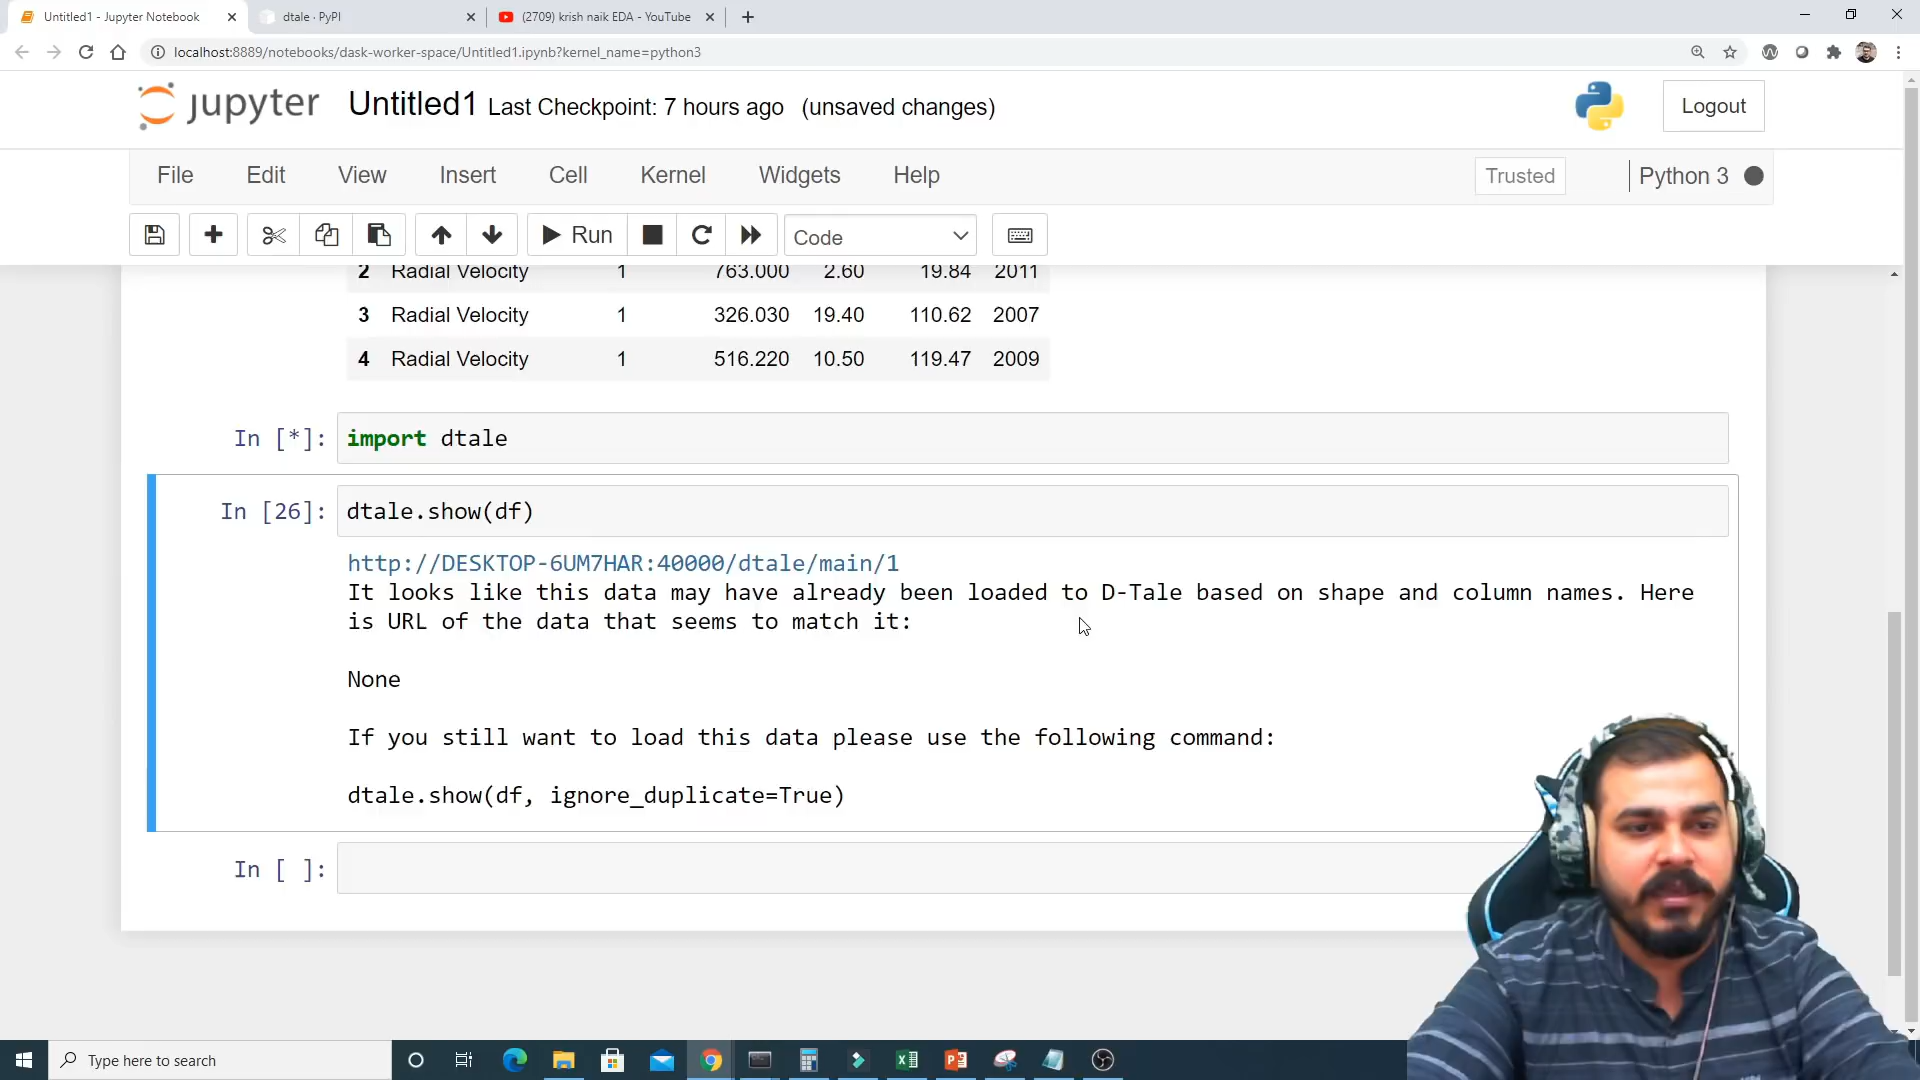 Untitled1 - Jupyter Notebook
dtale · PyPI
(2709) krish naik EDA - YouTube
localhost:8889/notebooks/dask-worker-space/Untitled1.ipynb?kernel_name=python3
jupyter Untitled1 Last Checkpoint: 7 hours ago (unsaved changes)
Logout
File Edit View Insert Cell Kernel Widgets Help
Trusted
Python 3
Run
Code
2 Radial Velocity 1 763.000 2.60 19.84 2011
3 Radial Velocity 1 326.030 19.40 110.62 2007
4 Radial Velocity 1 516.220 10.50 119.47 2009
In [*]: import dtale
In [26]: dtale.show(df)
http://DESKTOP-6UM7HAR:40000/dtale/main/1
It looks like this data may have already been loaded to D-Tale based on shape and column names. Here
is URL of the data that seems to match it:
None
If you still want to load this data please use the following command:
dtale.show(df, ignore_duplicate=True)
In [ ]:
Type here to search